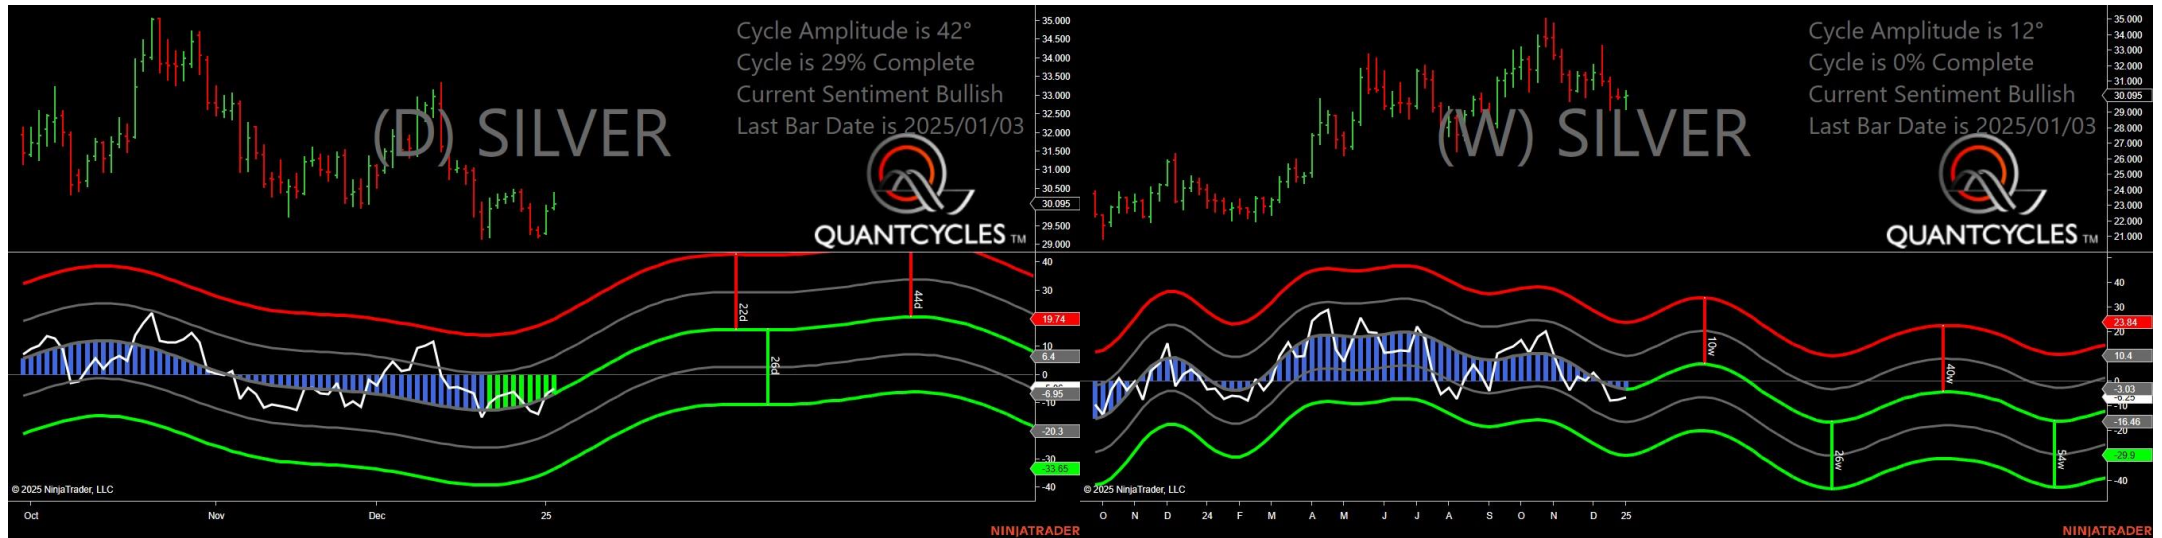 Cycle Amplitude is 42°
Cycle is 29% Complete
Current Sentiment Bullish
Last Bar Date is 2025/01/03
(D) SILVER
QUANTCYCLES TM
35.000
34.500
34.000
33.500
33.000
32.500
32.000
31.500
31.000
30.500
30.095
29.500
29.000
40
30
19.74
10
6.4
0
-6.95
-10
-20.3
-30
-33.65
-40
22d
44d
26d
© 2025 NinjaTrader, LLC
Oct Nov Dec 25
NINJATRADER
Cycle Amplitude is 12°
Cycle is 0% Complete
Current Sentiment Bullish
Last Bar Date is 2025/01/03
(W) SILVER
QUANTCYCLES TM
35.000
34.000
33.000
32.000
31.000
30.095
29.000
28.000
27.000
26.000
25.000
24.000
23.000
22.000
21.000
40
30
23.84
20
10.4
0
-3.03
-6.25
-10
-16.46
-20
-29.9
-40
10w
40w
26w
54w
© 2025 NinjaTrader, LLC
O N D 24 F M A M J J A S O N D 25
NINJATRADER